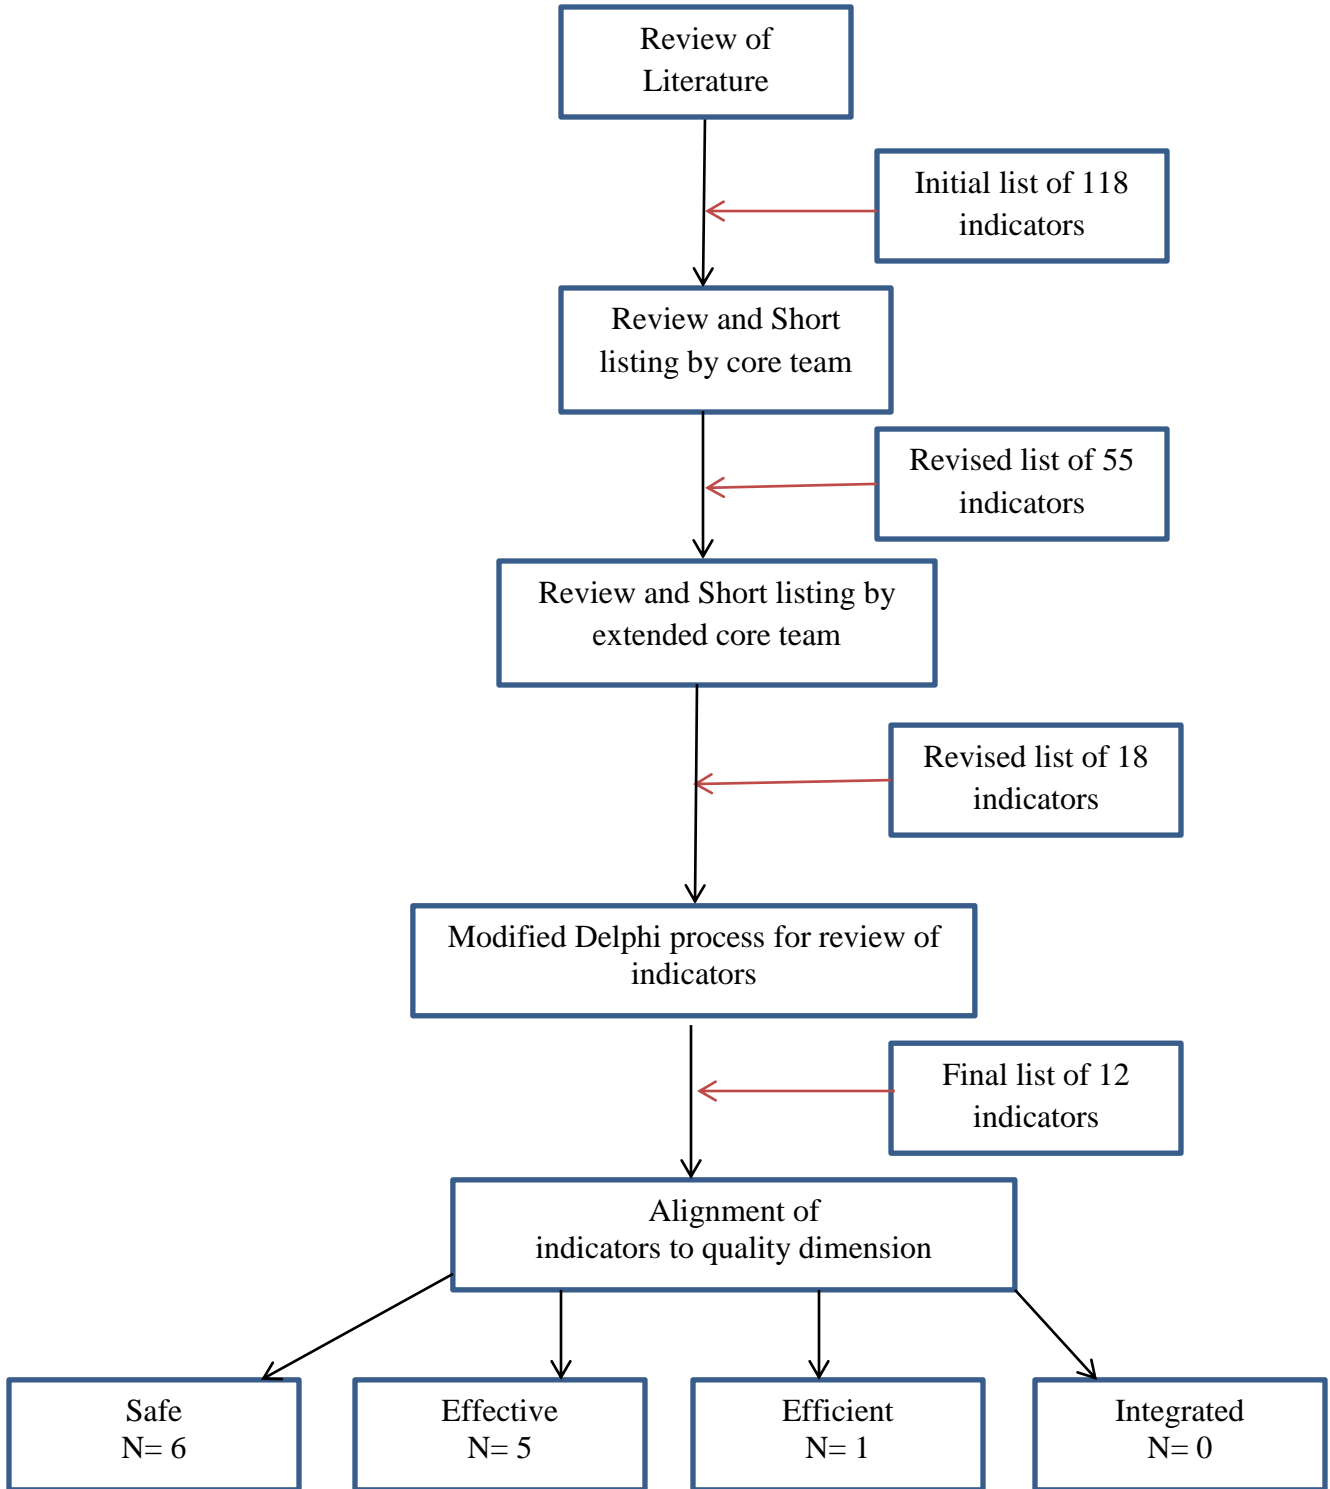 Review of
Literature
Initial list of 118
indicators
Review and Short
listing by core team
Revised list of 55
indicators
Review and Short listing by
extended core team
Revised list of 18
indicators
Modified Delphi process for review of
indicators
Final list of 12
indicators
Alignment of
indicators to quality dimension
Safe
N= 6
Effective
N= 5
Efficient
N= 1
Integrated
N= 0